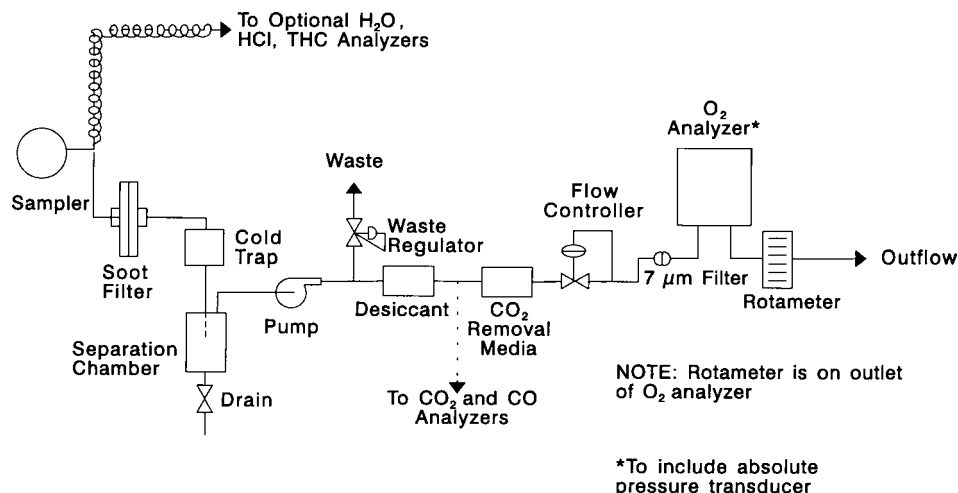 To Optional H₂O,
HCl, THC Analyzers
Sampler
Soot
Filter
Cold
Trap
Separation
Chamber
Drain
Pump
Waste
Waste
Regulator
Desiccant
To CO₂ and CO
Analyzers
CO₂
Removal
Media
Flow
Controller
7 μm Filter
O₂
Analyzer*
Rotameter
Outflow
NOTE: Rotameter is on outlet
of O₂ analyzer
*To include absolute
pressure transducer